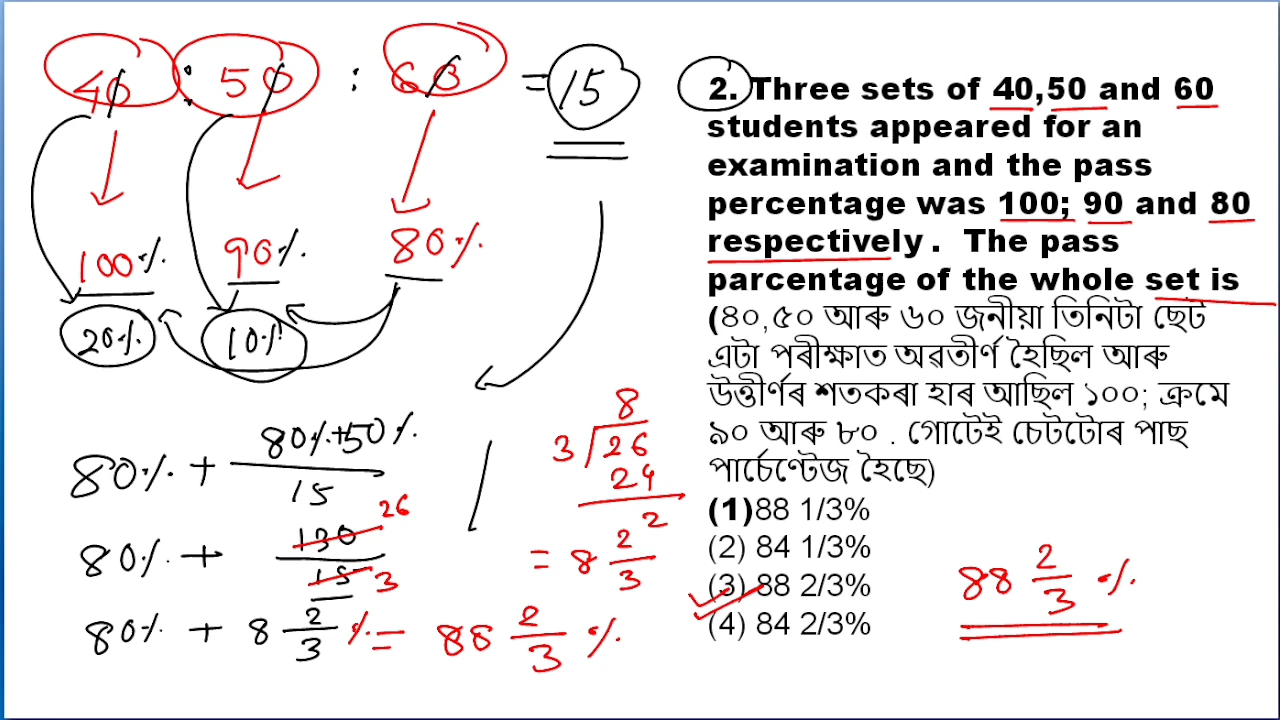 40 : 50 : 60 = 15
100% 90% 80%
20% 10%
80% + 80%+50% / 15
80% + 130 / 15 26 / 3
80% + 8 2/3 % = 88 2/3 %
8
3 ) 26
24
2
= 8 2/3
2. Three sets of 40,50 and 60
students appeared for an
examination and the pass
percentage was 100; 90 and 80
respectively. The pass
parcentage of the whole set is
(৪০,৫০ আৰু ৬০ জনীয়া তিনিটা ছেট
এটা পৰীক্ষাত অৱতীৰ্ণ হৈছিল আৰু
উত্তীৰ্ণৰ শতকৰা হাৰ আছিল ১০০; ক্ৰমে
৯০ আৰু ৮০ . গোটেই চেটটোৰ পাছ
পাৰ্চেণ্টেজ হৈছে)
(1)88 1/3%
(2) 84 1/3%
(3) 88 2/3%
(4) 84 2/3%
88 2/3 %